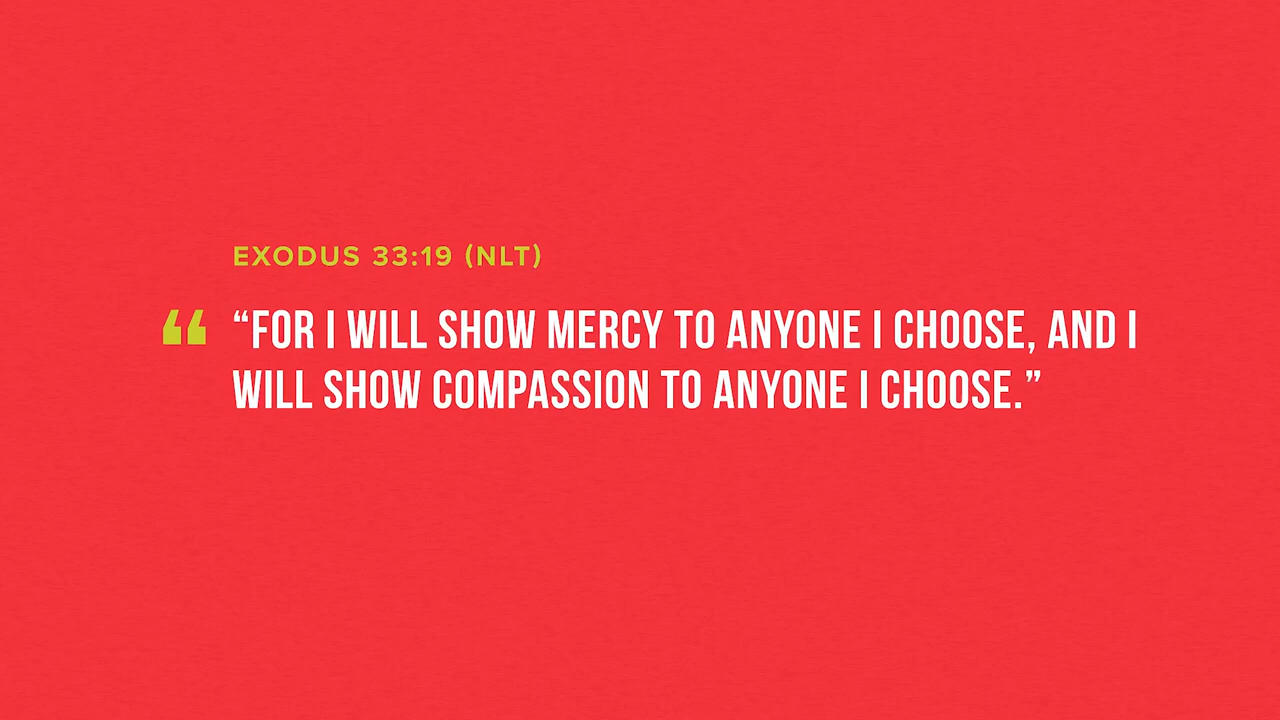 EXODUS 33:19 (NLT)
“ “FOR I WILL SHOW MERCY TO ANYONE I CHOOSE, AND I
WILL SHOW COMPASSION TO ANYONE I CHOOSE.”